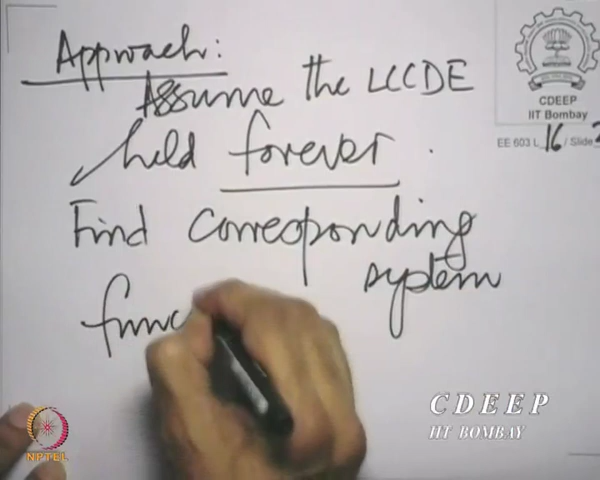 Approach:
Assume the LCCDE
held forever.
Find corresponding
system
func
CDEEP
IIT Bombay
EE 603 L 16 / Slide
CDEEP
IIT BOMBAY
NPTEL